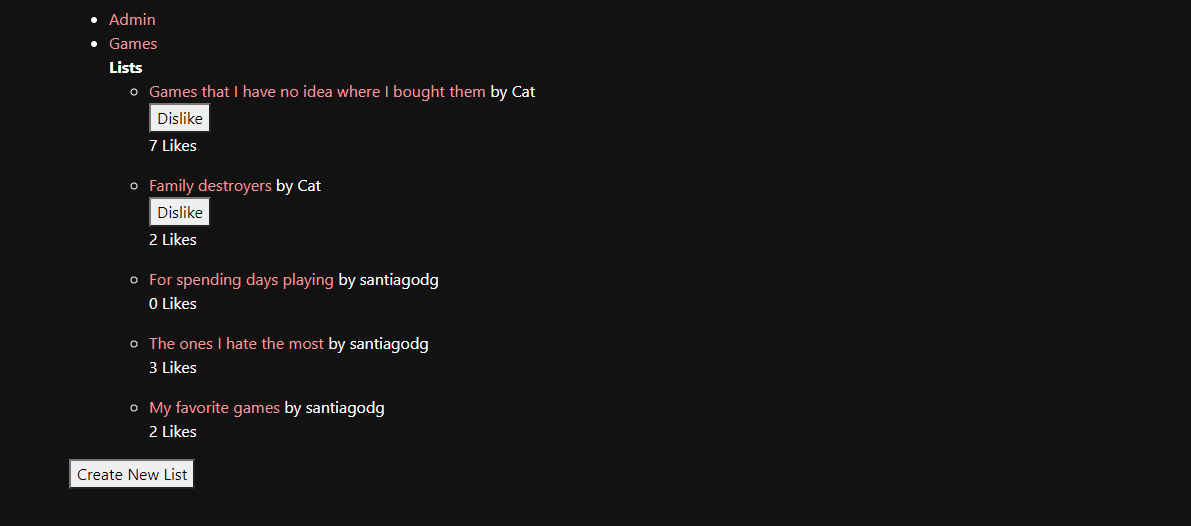 Admin
Games
Lists
Games that I have no idea where I bought them by Cat
Dislike
7 Likes
Family destroyers by Cat
Dislike
2 Likes
For spending days playing by santiagodg
0 Likes
The ones I hate the most by santiagodg
3 Likes
My favorite games by santiagodg
2 Likes
Create New List